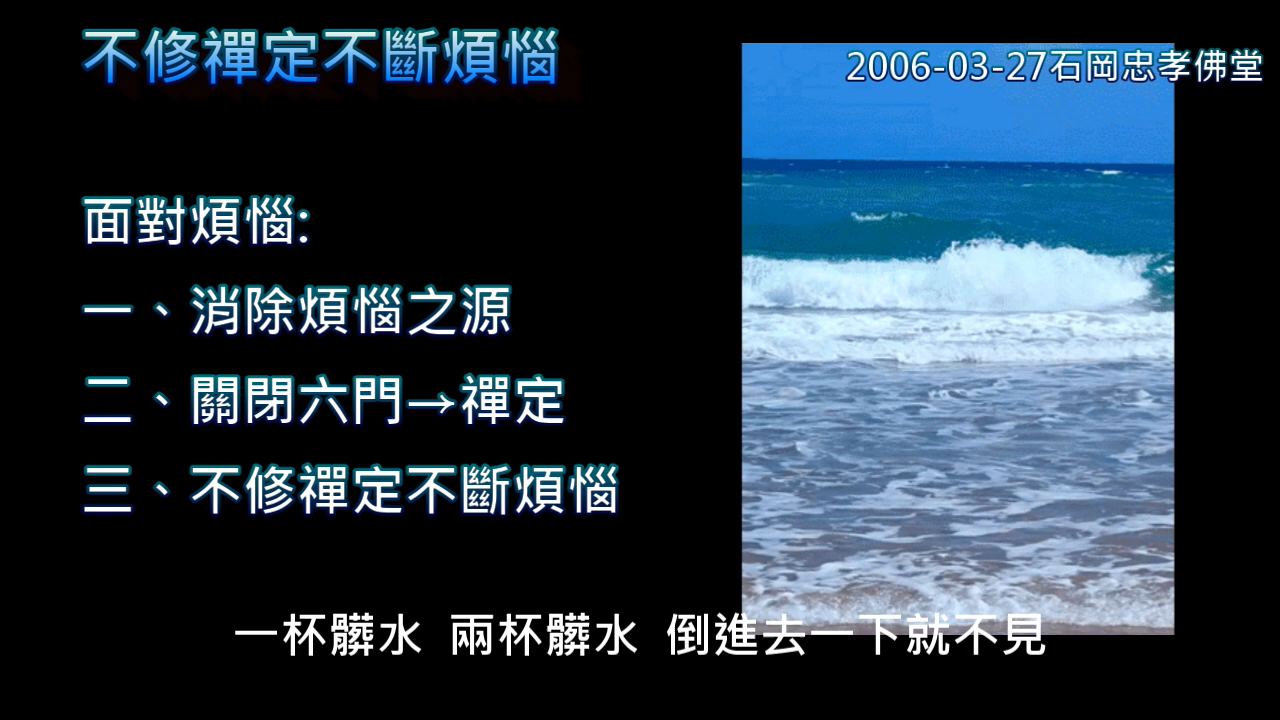 不修禪定不斷煩惱
2006-03-27石岡忠孝佛堂
面對煩惱:
一、消除煩惱之源
二、關閉六門→禪定
三、不修禪定不斷煩惱
一杯髒水 兩杯髒水 倒進去一下就不見